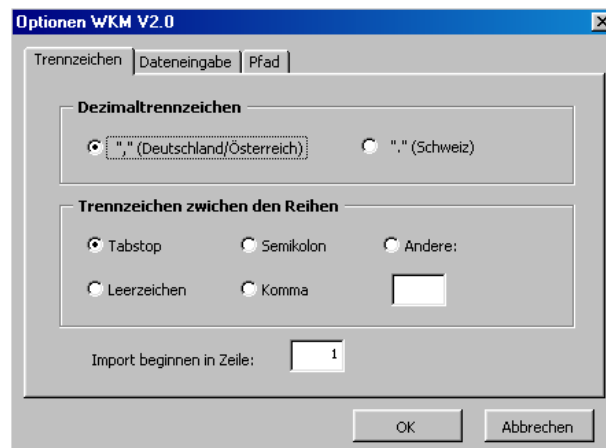 Optionen WKM V2.0
Trennzeichen Dateneingabe Pfad
Dezimaltrennzeichen
"," (Deutschland/Österreich) "." (Schweiz)
Trennzeichen zwichen den Reihen
Tabstop Semikolon Andere:
Leerzeichen Komma
Import beginnen in Zeile: 1
OK Abbrechen